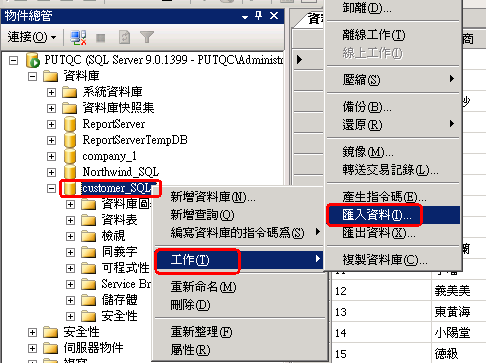 物件總管
連接(O)
PUTQC (SQL Server 9.0.1399 - PUTQC\Administ
資料庫
系統資料庫
資料庫快照集
ReportServer
ReportServerTempDB
company_1
Northwind_SQL
customer_SQL
資料庫圖
資料表
檢視
同義字
可程式性
Service Br
儲存體
安全性
安全性
伺服器物件
新增資料庫(N)...
新增查詢(Q)
編寫資料庫的指令碼為(S)
工作(T)
重新命名(M)
刪除(D)
重新整理(F)
屬性(R)
卸離(D)...
離線工作(T)
線上工作(I)
壓縮(S)
備份(B)...
還原(R)
鏡像(M)...
轉送交易記錄(L)...
產生指令碼(E)...
匯入資料(I)...
匯出資料(X)...
複製資料庫(C)...
商
11
12
義美美
13
東黃海
14
小陽堂
15
德級